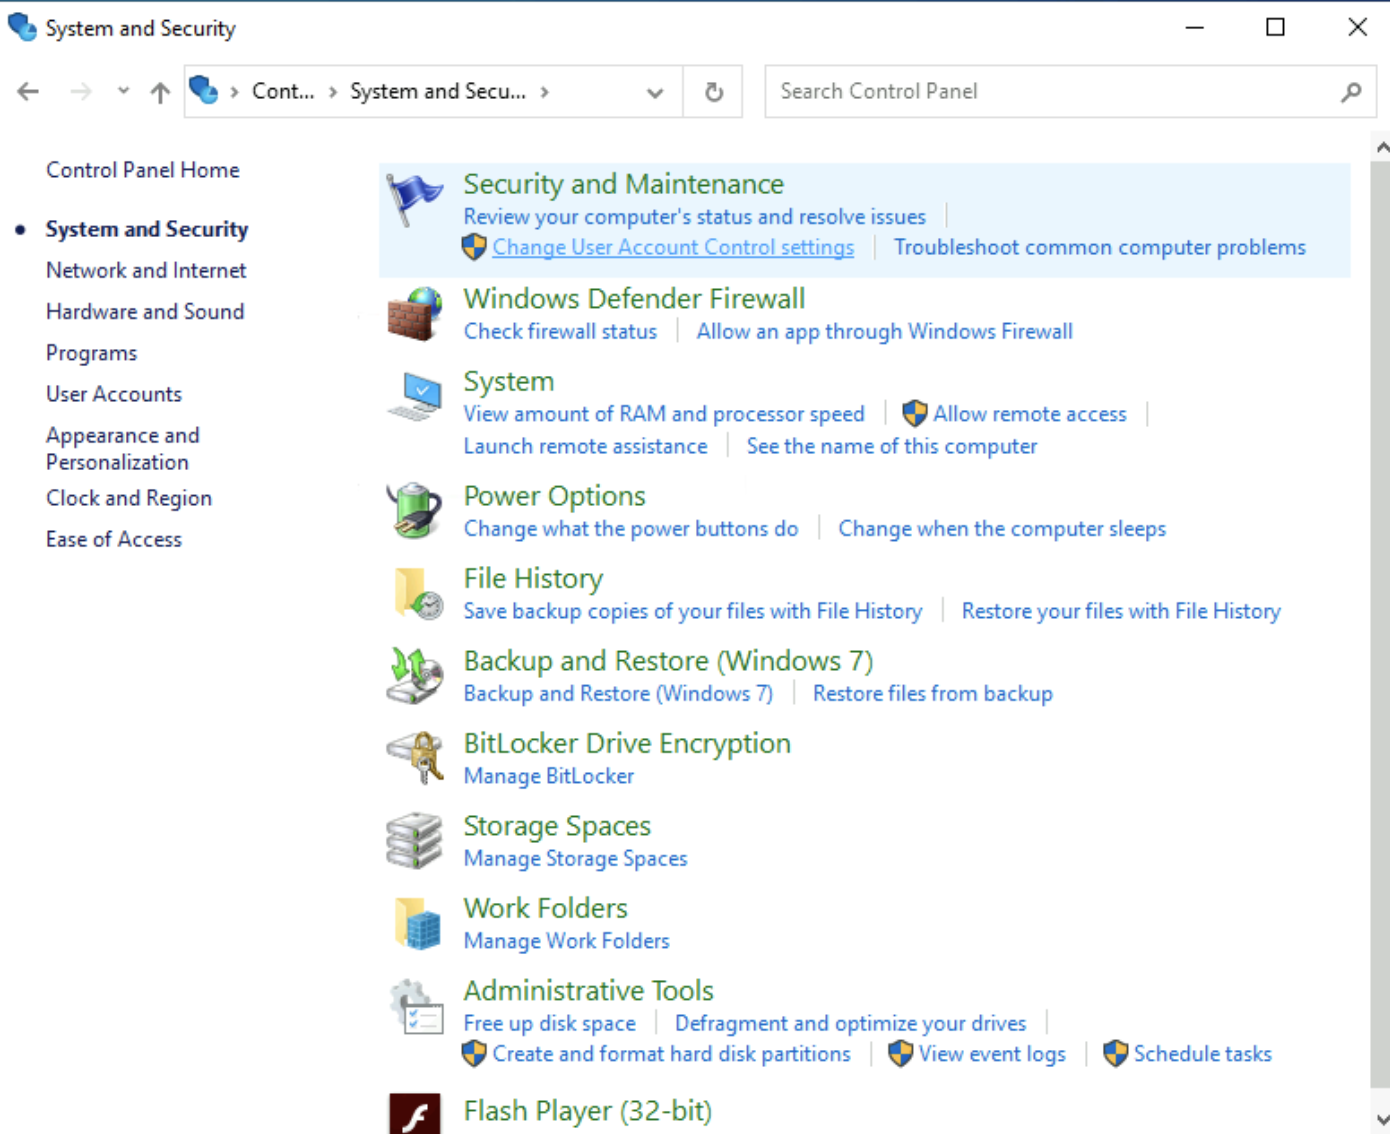 System and Security
Cont... System and Secu...
Search Control Panel
Control Panel Home
System and Security
Network and Internet
Hardware and Sound
Programs
User Accounts
Appearance and
Personalization
Clock and Region
Ease of Access
Security and Maintenance
Review your computer's status and resolve issues
Change User Account Control settings
Troubleshoot common computer problems
Windows Defender Firewall
Check firewall status
Allow an app through Windows Firewall
System
View amount of RAM and processor speed
Allow remote access
Launch remote assistance
See the name of this computer
Power Options
Change what the power buttons do
Change when the computer sleeps
File History
Save backup copies of your files with File History
Restore your files with File History
Backup and Restore (Windows 7)
Backup and Restore (Windows 7)
Restore files from backup
BitLocker Drive Encryption
Manage BitLocker
Storage Spaces
Manage Storage Spaces
Work Folders
Manage Work Folders
Administrative Tools
Free up disk space
Defragment and optimize your drives
Create and format hard disk partitions
View event logs
Schedule tasks
Flash Player (32-bit)